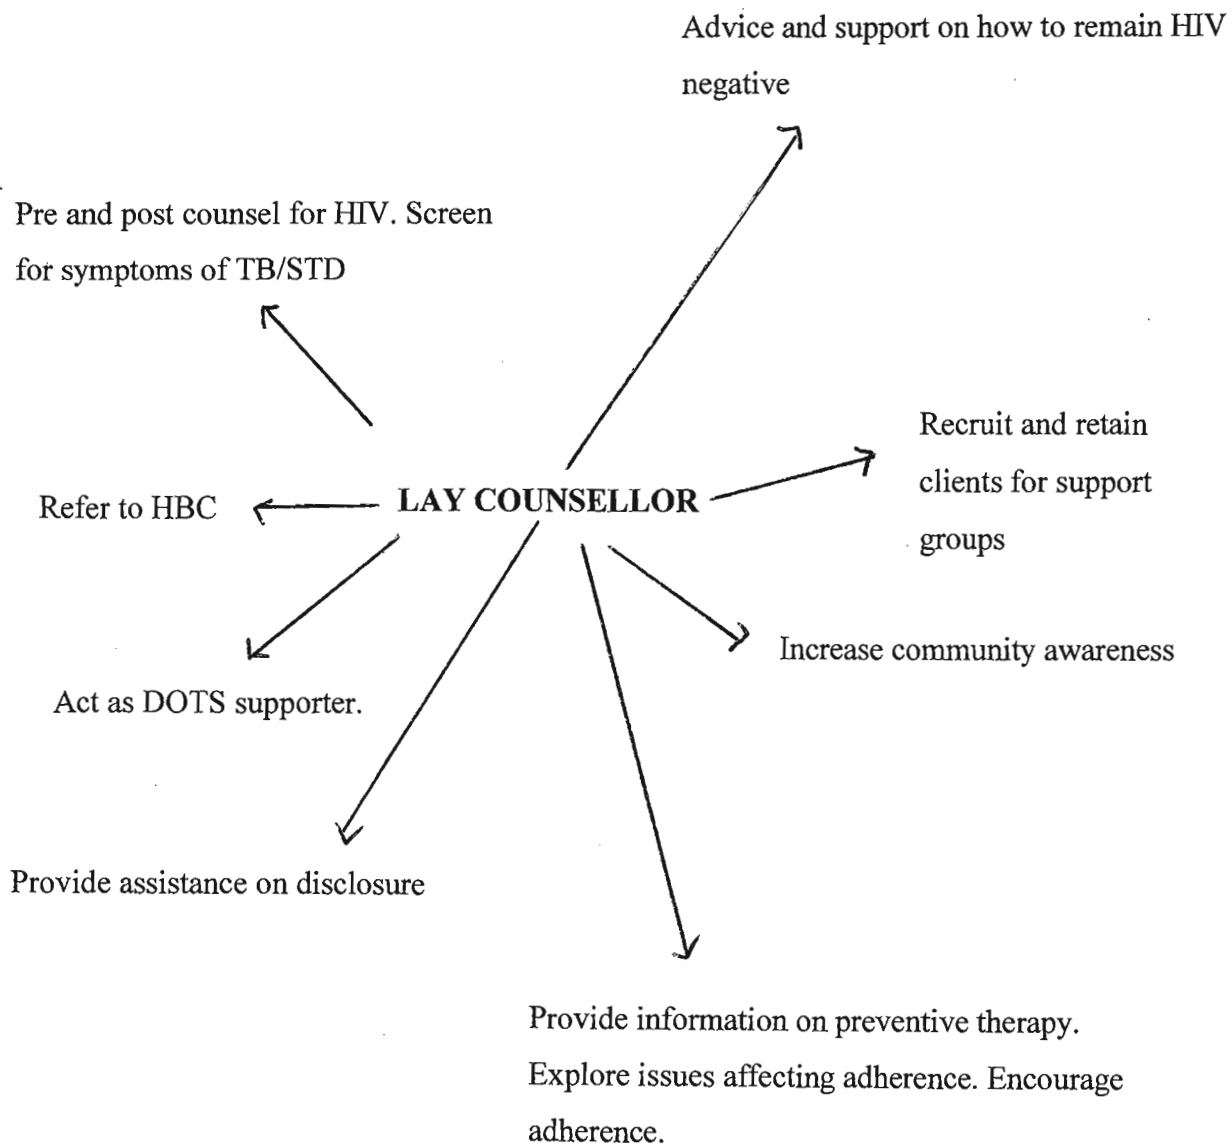 Advice and support on how to remain HIV
negative
Pre and post counsel for HIV. Screen
for symptoms of TB/STD
Recruit and retain
clients for support
groups
Refer to HBC
LAY COUNSELLOR
Increase community awareness
Act as DOTS supporter.
Provide assistance on disclosure
Provide information on preventive therapy.
Explore issues affecting adherence. Encourage
adherence.